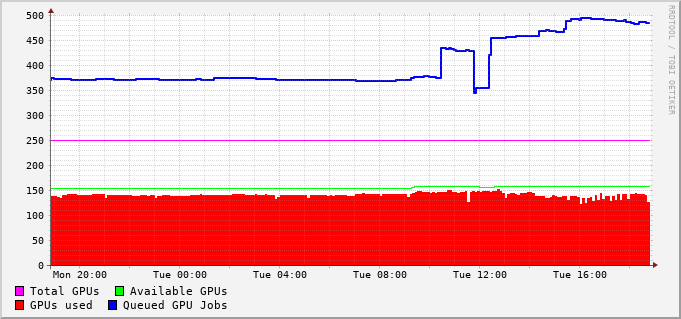 500
450
400
350
300
250
200
150
100
50
0
Mon 20:00 Tue 00:00 Tue 04:00 Tue 08:00 Tue 12:00 Tue 16:00
Total GPUs Available GPUs
GPUs used Queued GPU Jobs
RRDTOOL / TOBI OETIKER